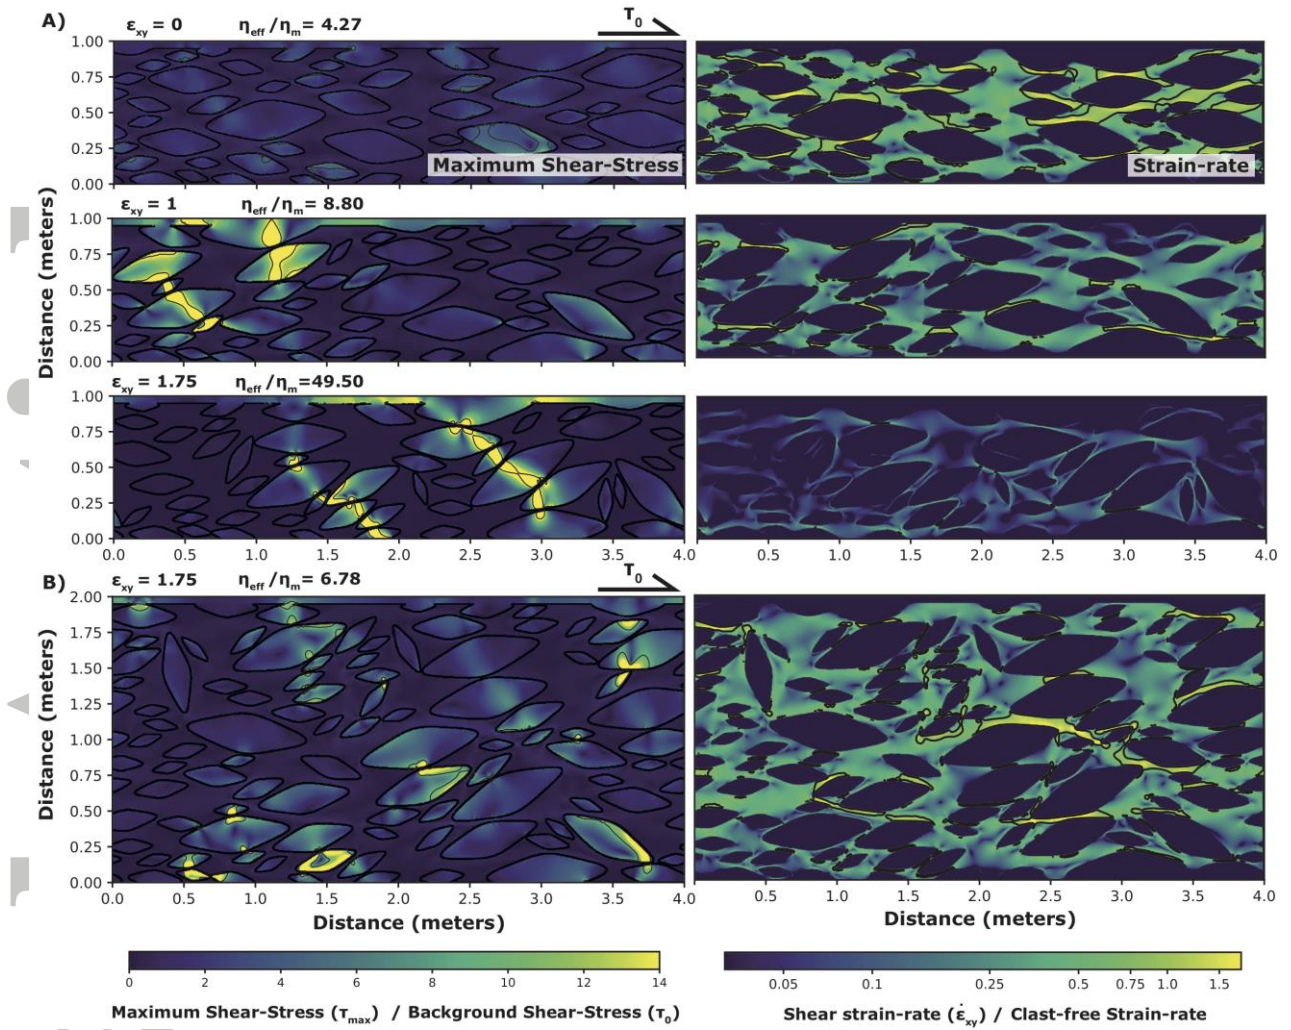 A)
ε_xy = 0 η_eff /η_m = 4.27 T_0
1.00
0.75
0.50
0.25
0.00
Maximum Shear-Stress Strain-rate
ε_xy = 1 η_eff /η_m = 8.80
1.00
0.75
0.50
0.25
0.00
Distance (meters)
ε_xy = 1.75 η_eff /η_m =49.50
1.00
0.75
0.50
0.25
0.00
0.0 0.5 1.0 1.5 2.0 2.5 3.0 3.5 4.0 0.5 1.0 1.5 2.0 2.5 3.0 3.5 4.0
B)
ε_xy = 1.75 η_eff /η_m = 6.78 T_0
2.00
1.75
1.50
1.25
1.00
0.75
0.50
0.25
0.00
Distance (meters)
0.0 0.5 1.0 1.5 2.0 2.5 3.0 3.5 4.0 0.5 1.0 1.5 2.0 2.5 3.0 3.5 4.0
Distance (meters) Distance (meters)
0 2 4 6 8 10 12 14 0.05 0.1 0.25 0.5 0.75 1.0 1.5
Maximum Shear-Stress (τ_max) / Background Shear-Stress (τ_0) Shear strain-rate (ε̇_xy) / Clast-free Strain-rate